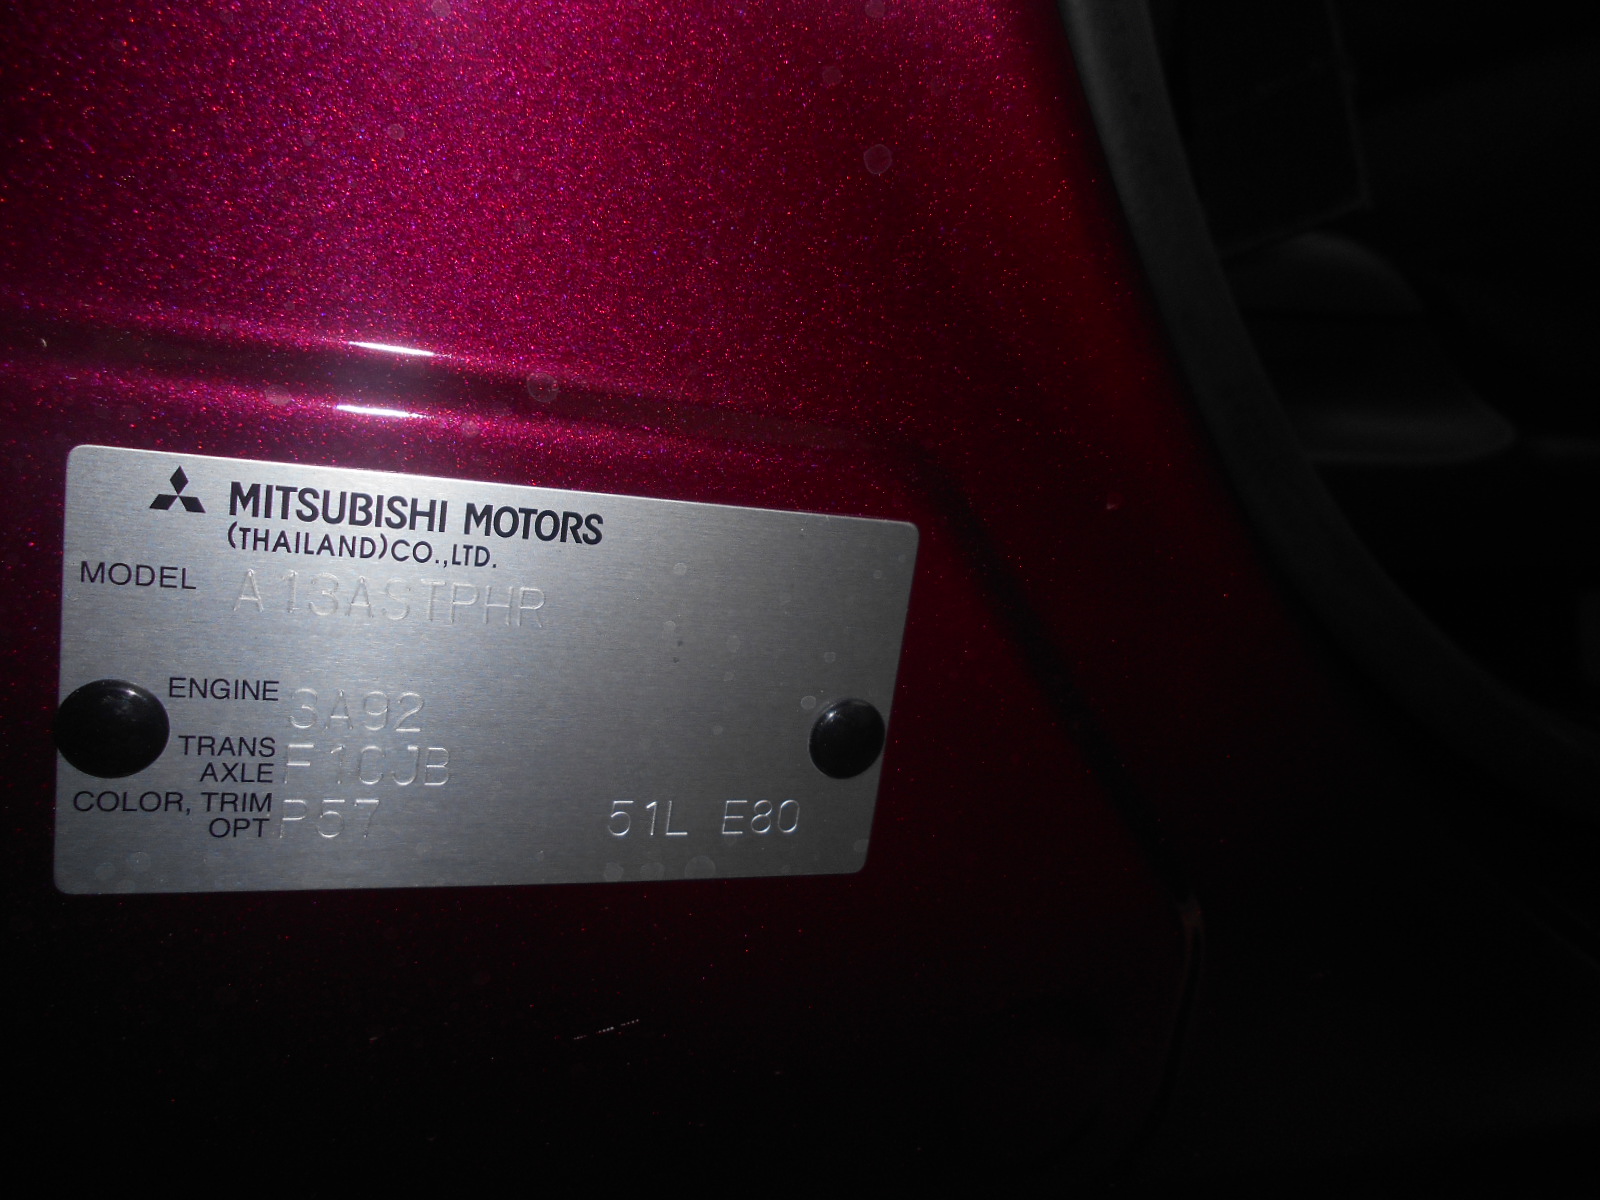 MITSUBISHI MOTORS
(THAILAND)CO.,LTD.
MODEL A13ASTPHR
ENGINE 3A92
TRANS
AXLE F1CJB
COLOR, TRIM
OPT P57 51L E80